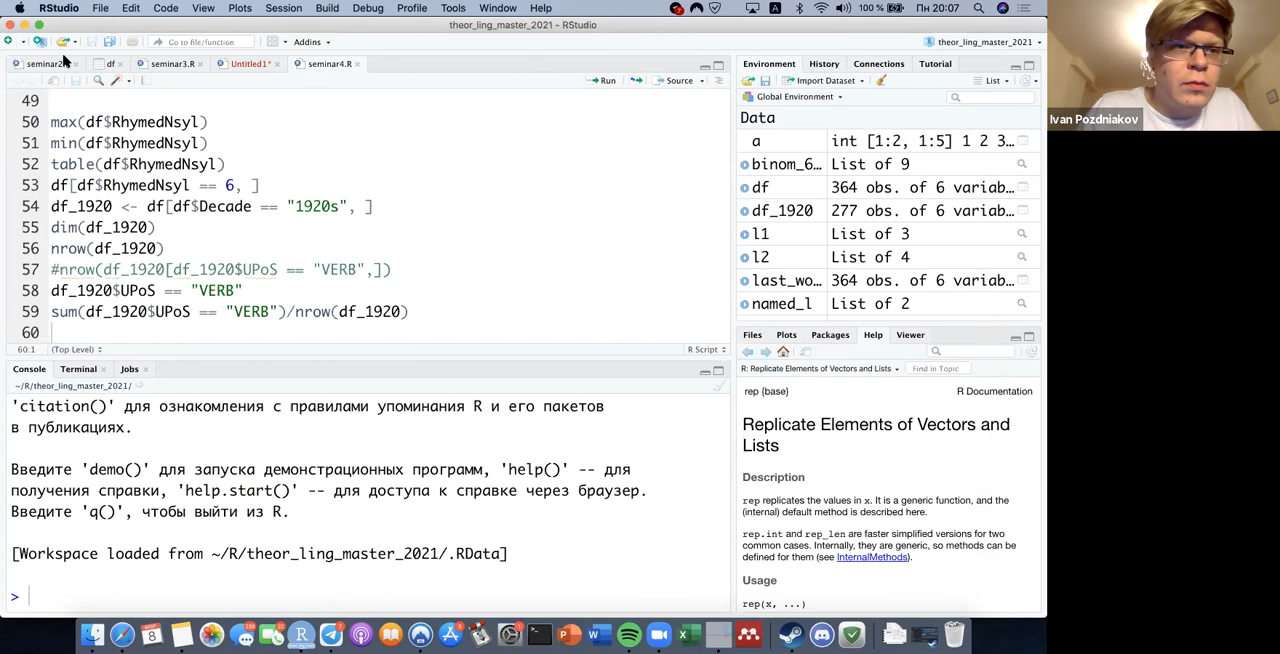 RStudio File Edit Code View Plots Session Build Debug Profile Tools Window Help 100 % Пн 20:07
theor_ling_master_2021 - RStudio
Go to file/function Addins theor_ling_master_2021
seminar2 df seminar3.R Untitled1* seminar4.R
Run Source
49
50 max(df$RhymedNsyl)
51 min(df$RhymedNsyl)
52 table(df$RhymedNsyl)
53 df[df$RhymedNsyl == 6, ]
54 df_1920 <- df[df$Decade == "1920s", ]
55 dim(df_1920)
56 nrow(df_1920)
57 #nrow(df_1920[df_1920$UPoS == "VERB",])
58 df_1920$UPoS == "VERB"
59 sum(df_1920$UPoS == "VERB")/nrow(df_1920)
60
60:1 (Top Level) R Script
Console Terminal Jobs
~/R/theor_ling_master_2021/
'citation()' для ознакомления с правилами упоминания R и его пакетов
в публикациях.
Введите 'demo()' для запуска демонстрационных программ, 'help()' -- для
получения справки, 'help.start()' -- для доступа к справке через браузер.
Введите 'q()', чтобы выйти из R.
[Workspace loaded from ~/R/theor_ling_master_2021/.RData]
>
Environment History Connections Tutorial
Import Dataset List
Global Environment
Data
a int [1:2, 1:5] 1 2 3…
binom_6… List of 9
df 364 obs. of 6 variab…
df_1920 277 obs. of 6 variab…
l1 List of 3
l2 List of 4
last_wo… 364 obs. of 6 variab…
named_l List of 2
Files Plots Packages Help Viewer
R: Replicate Elements of Vectors and Lists Find in Topic
rep {base} R Documentation
Replicate Elements of Vectors and
Lists
Description
rep replicates the values in x. It is a generic function, and the
(internal) default method is described here.
rep.int and rep_len are faster simplified versions for two
common cases. Internally, they are generic, so methods can be
defined for them (see InternalMethods).
Usage
rep(x, ...)
Ivan Pozdniakov